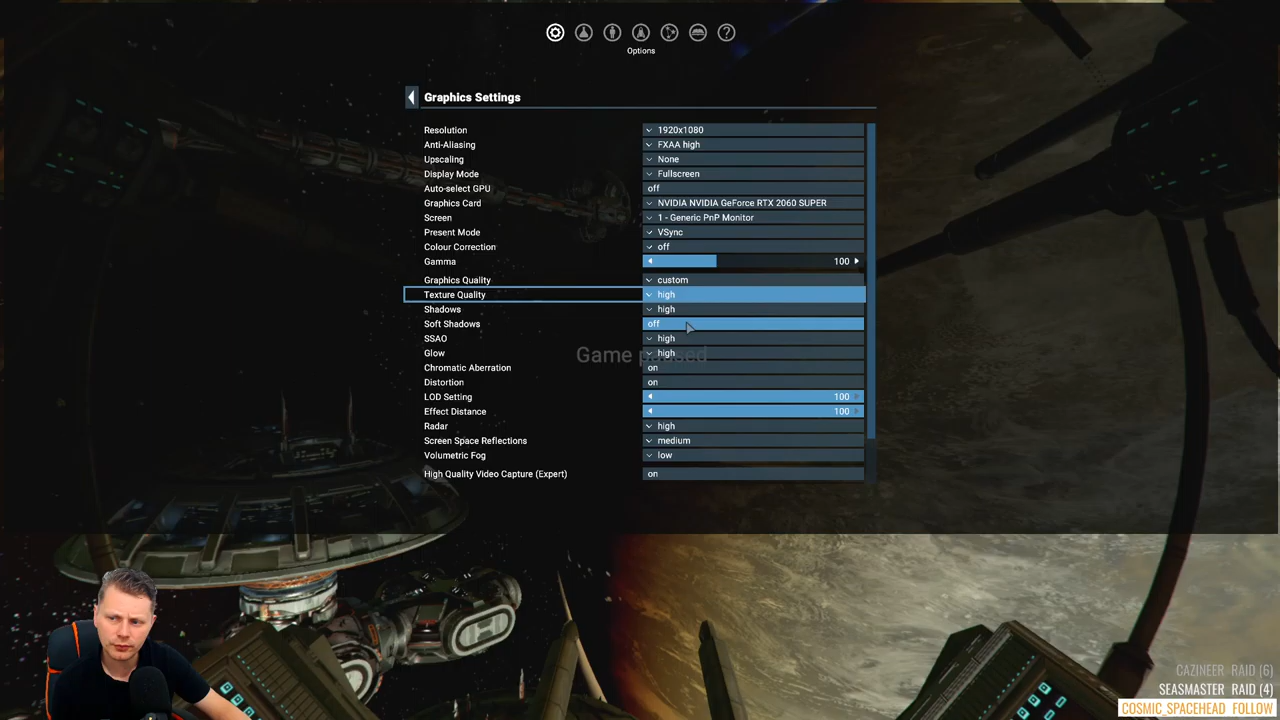 Options
Graphics Settings
Resolution 1920x1080
Anti-Aliasing FXAA high
Upscaling None
Display Mode Fullscreen
Auto-select GPU off
Graphics Card NVIDIA NVIDIA GeForce RTX 2060 SUPER
Screen 1 - Generic PnP Monitor
Present Mode VSync
Colour Correction off
Gamma 100
Graphics Quality custom
Texture Quality high
Shadows high
Soft Shadows off
SSAO high
Glow high
Game paused
Chromatic Aberration on
Distortion on
LOD Setting 100
Effect Distance 100
Radar high
Screen Space Reflections medium
Volumetric Fog low
High Quality Video Capture (Expert) on
CAZINEER RAID (6)
SEASMASTER RAID (4)
COSMIC_SPACEHEAD FOLLOW